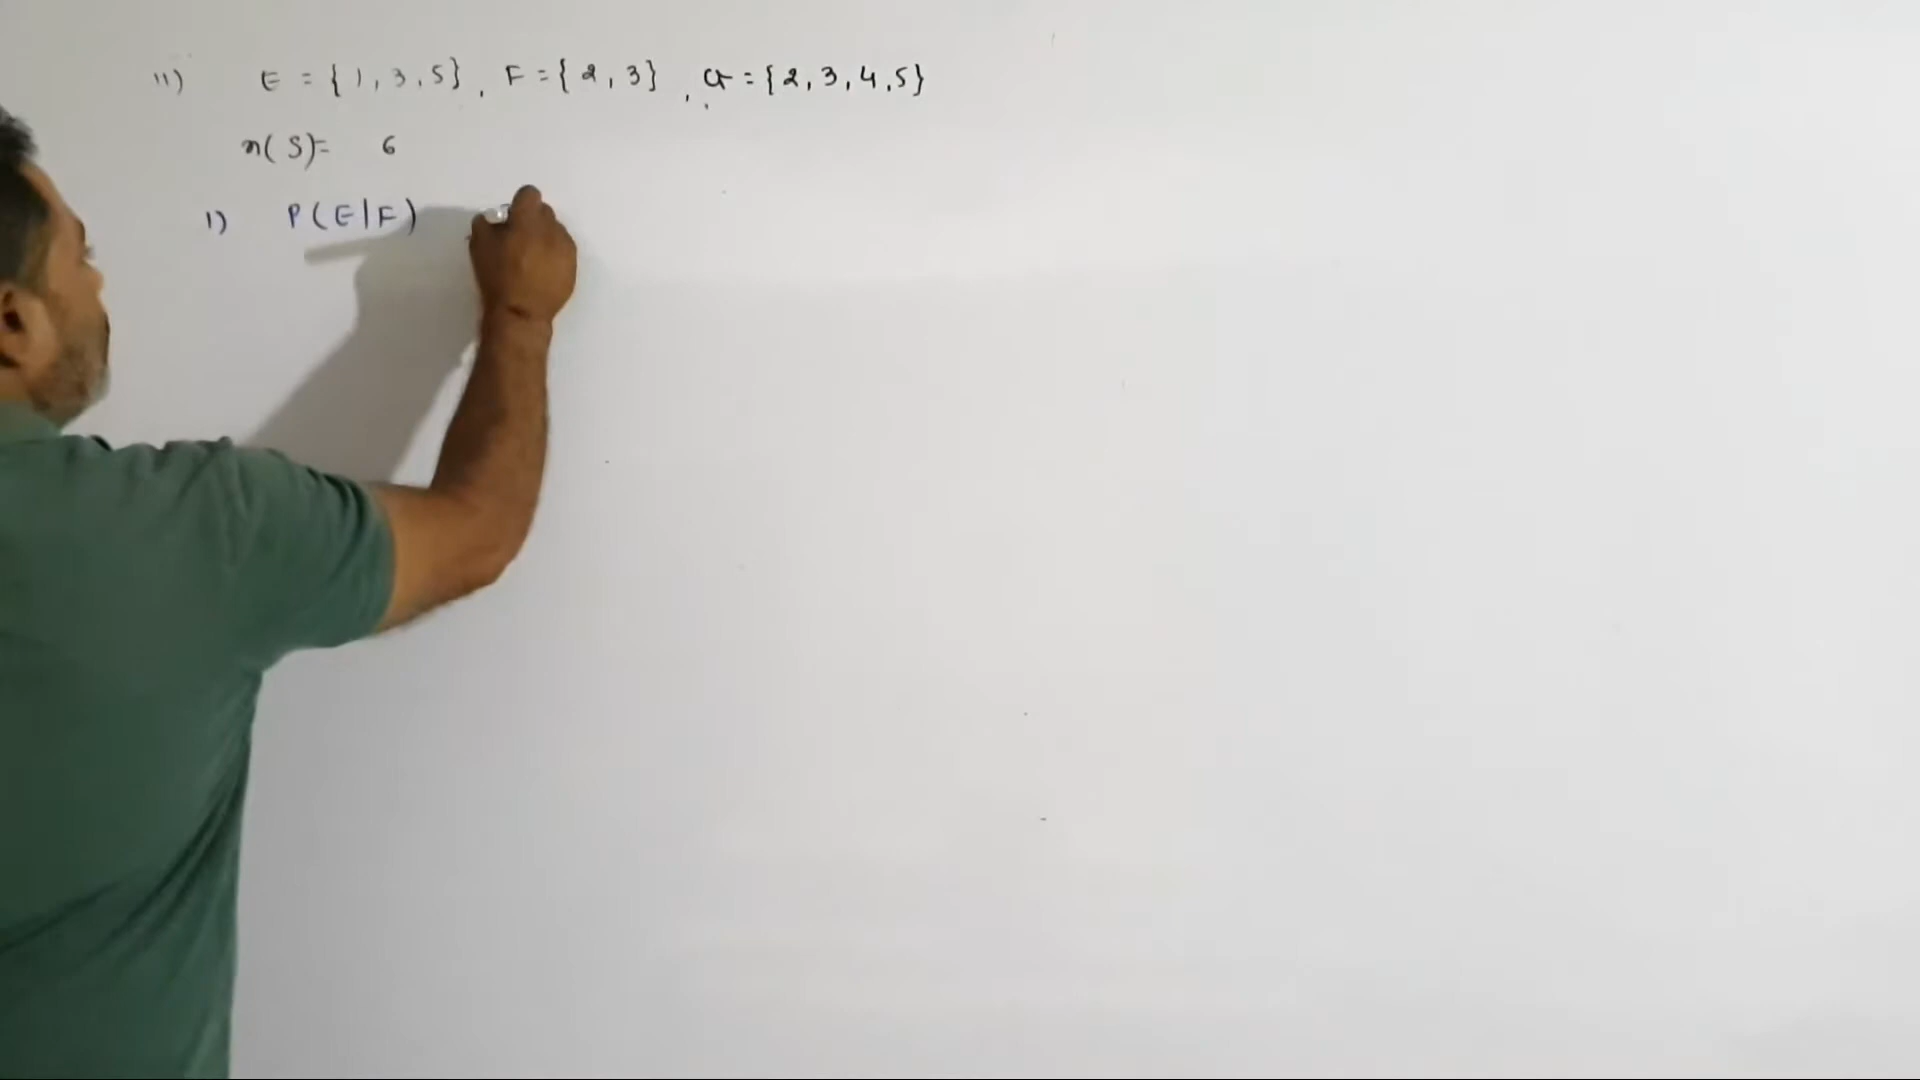 11) E = {1, 3, 5}, F = {2, 3}, G = {2, 3, 4, 5}
n(S) = 6
1) P(E|F)